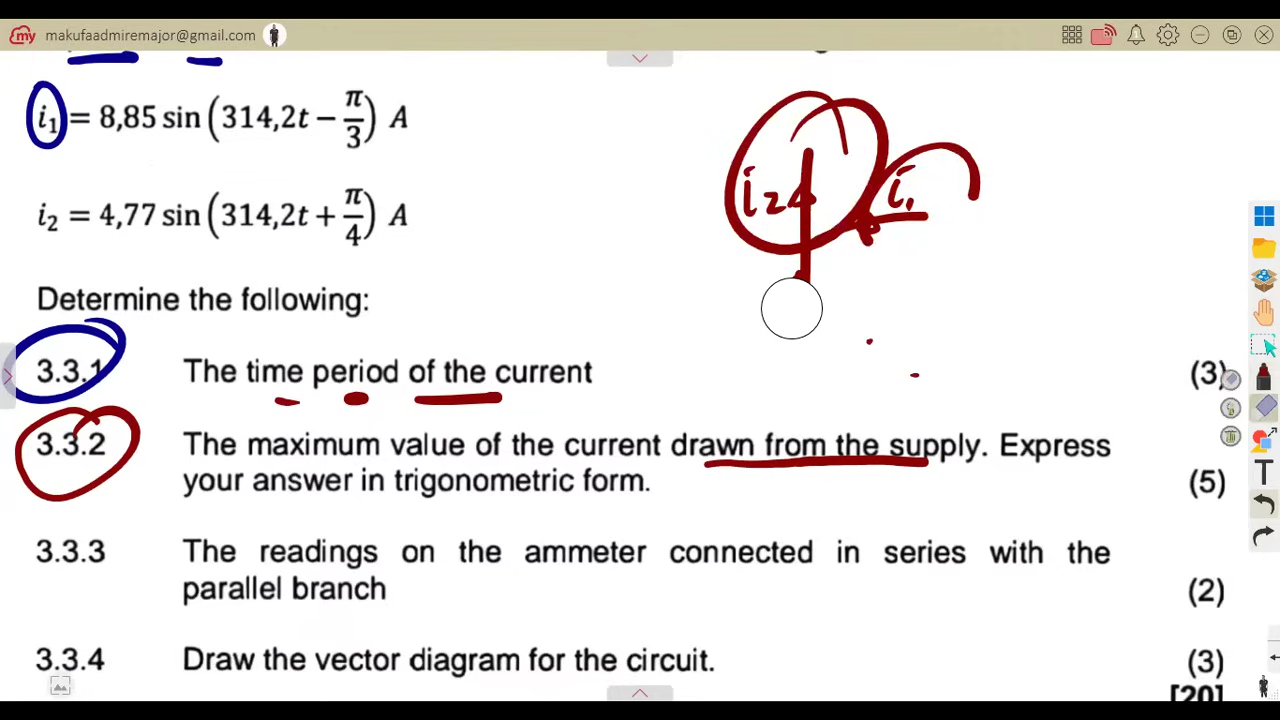 my makufaadmiremajor@gmail.com
i₁ = 8,85 sin (314,2t − π/3) A
i₂ = 4,77 sin (314,2t + π/4) A
i₂ i₁
Determine the following:
3.3.1 The time period of the current (3)
3.3.2 The maximum value of the current drawn from the supply. Express
your answer in trigonometric form. (5)
3.3.3 The readings on the ammeter connected in series with the
parallel branch (2)
3.3.4 Draw the vector diagram for the circuit. (3)
[20]
T